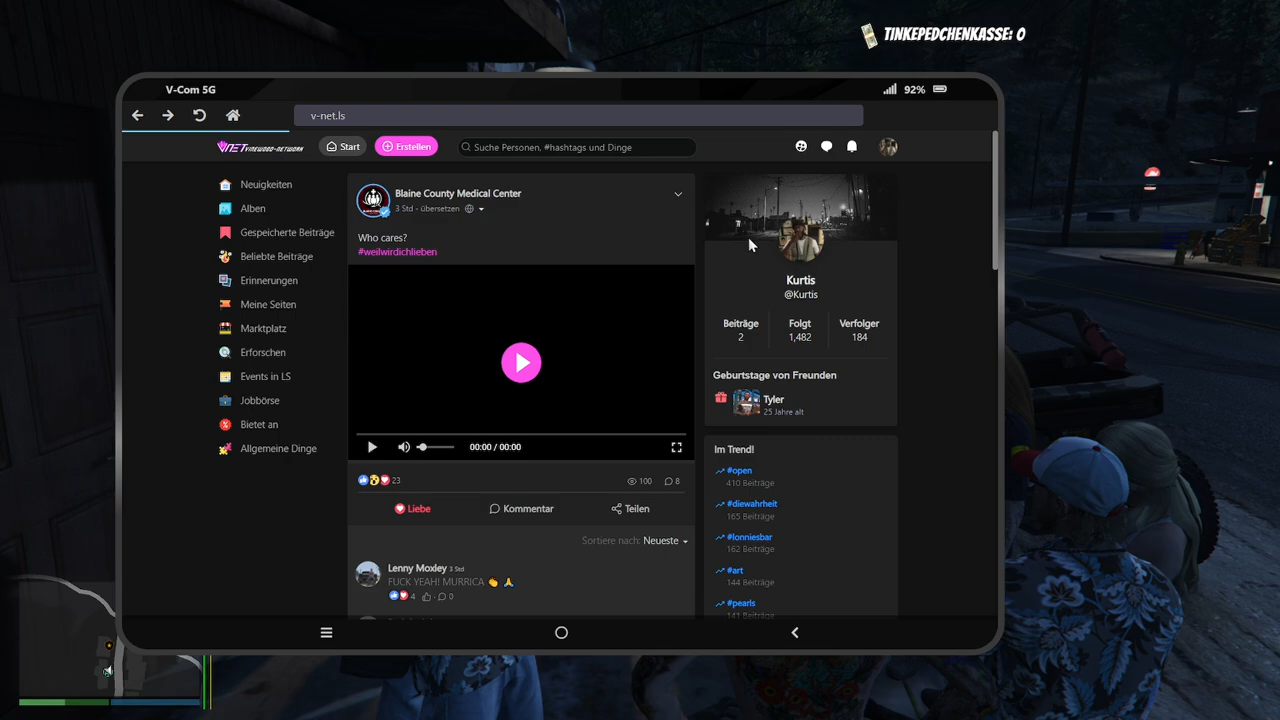 TINKEPEDCHENKASSE: 0
V-Com 5G
92%
v-net.ls
VNET VINEWOOD-NETWORK
Start
Erstellen
Suche Personen, #hashtags und Dinge
Neuigkeiten
Alben
Gespeicherte Beiträge
Beliebte Beiträge
Erinnerungen
Meine Seiten
Marktplatz
Erforschen
Events in LS
Jobbörse
Bietet an
Allgemeine Dinge
Blaine County Medical Center
3 Std - übersetzen
Who cares?
#weilwirdichlieben
00:00 / 00:00
23
100
8
Liebe
Kommentar
Teilen
Sortiere nach: Neueste
Lenny Moxley 3 Std
FUCK YEAH! MURRICA 👏 🙏
4
0
Kurtis
@Kurtis
Beiträge
2
Folgt
1,482
Verfolger
184
Geburtstage von Freunden
Tyler
25 Jahre alt
Im Trend!
#open
410 Beiträge
#diewahrheit
165 Beiträge
#lonniesbar
162 Beiträge
#art
144 Beiträge
#pearls
141 Beiträge